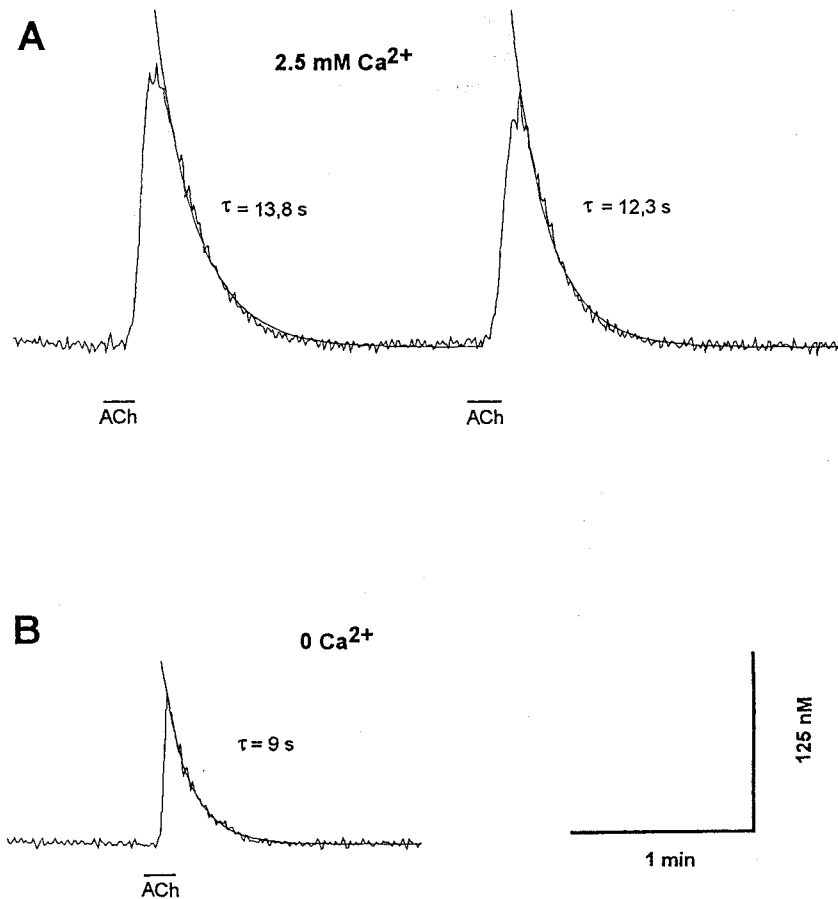 A
2.5 mM Ca2+
τ = 13,8 s
τ = 12,3 s
ACh
ACh
B
0 Ca2+
τ = 9 s
125 nM
1 min
ACh